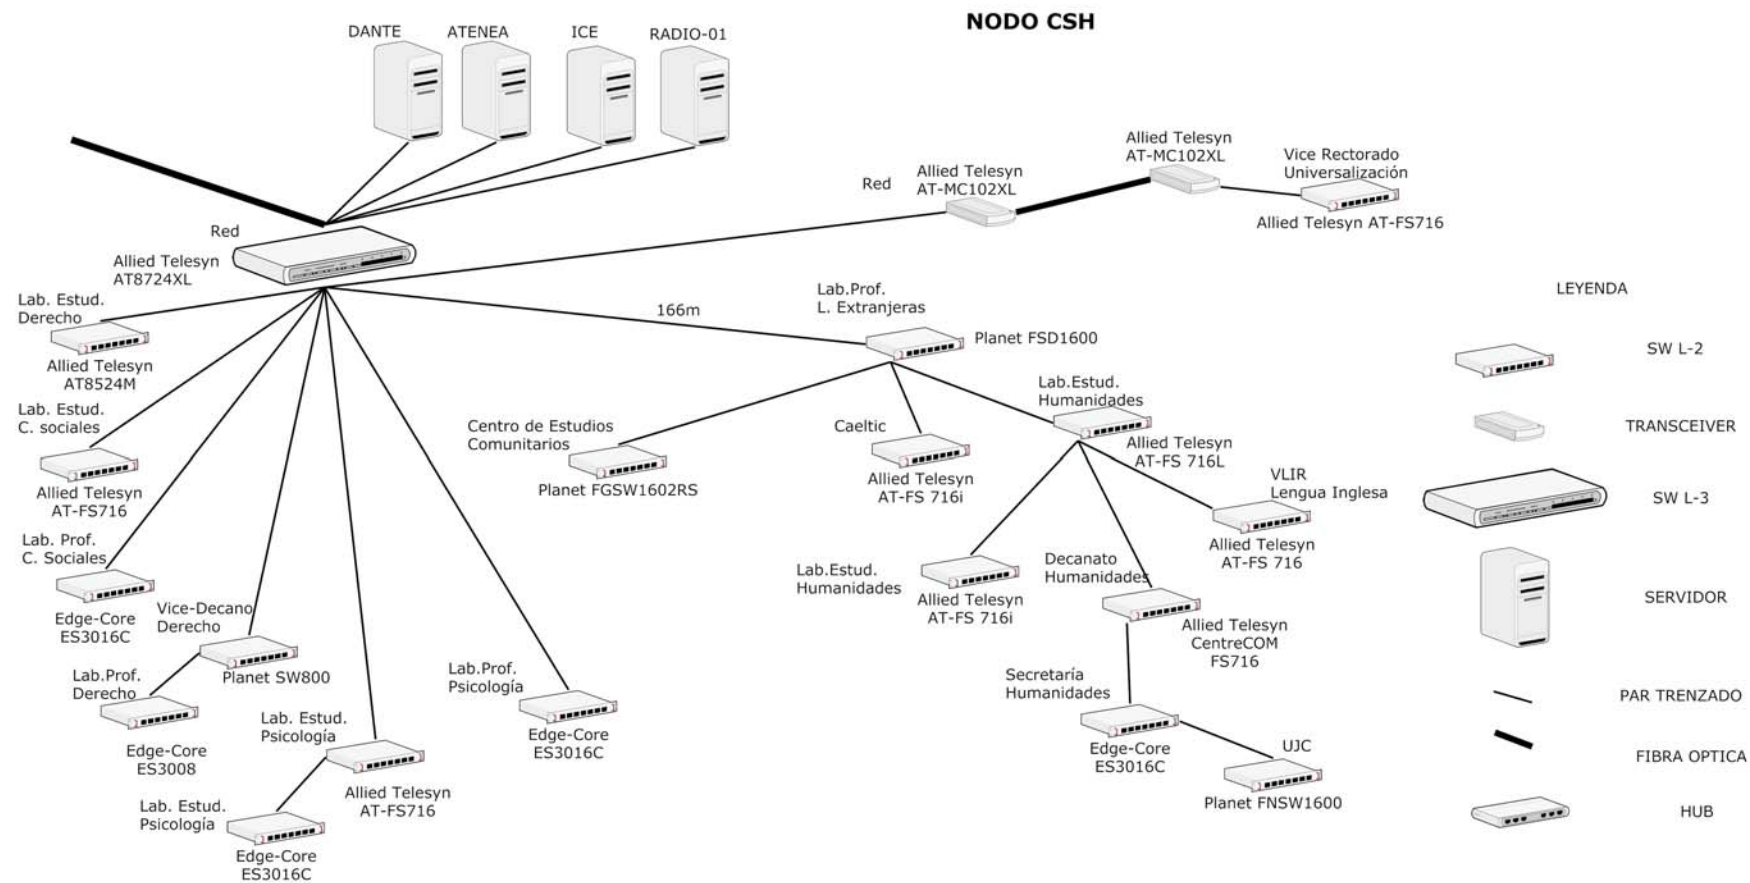 NODO CSH
DANTE
ATENEA
ICE
RADIO-01
Red
Allied Telesyn
AT8724XL
Red
Allied Telesyn
AT-MC102XL
Allied Telesyn
AT-MC102XL
Vice Rectorado
Universalización
Allied Telesyn AT-FS716
Lab. Estud.
Derecho
Allied Telesyn
AT8524M
Lab. Estud.
C. sociales
Allied Telesyn
AT-FS716
Lab. Prof.
C. Sociales
Edge-Core
ES3016C
Vice-Decano
Derecho
Planet SW800
Lab.Prof.
Derecho
Edge-Core
ES3008
Lab. Estud.
Psicología
Allied Telesyn
AT-FS716
Lab. Estud.
Psicología
Edge-Core
ES3016C
Lab.Prof.
Psicología
Edge-Core
ES3016C
166m
Lab.Prof.
L. Extranjeras
Planet FSD1600
Centro de Estudios
Comunitarios
Planet FGSW1602RS
Caeltic
Allied Telesyn
AT-FS 716i
Lab.Estud.
Humanidades
Allied Telesyn
AT-FS 716L
VLIR
Lengua Inglesa
Allied Telesyn
AT-FS 716
Lab.Estud.
Humanidades
Allied Telesyn
AT-FS 716i
Decanato
Humanidades
Allied Telesyn
CentreCOM
FS716
Secretaría
Humanidades
Edge-Core
ES3016C
UJC
Planet FNSW1600
LEYENDA
SW L-2
TRANSCEIVER
SW L-3
SERVIDOR
PAR TRENZADO
FIBRA OPTICA
HUB